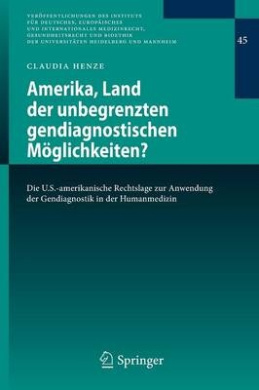 VERÖFFENTLICHUNGEN DES INSTITUTS
FÜR DEUTSCHES, EUROPÄISCHES
UND INTERNATIONALES MEDIZINRECHT,
GESUNDHEITSRECHT UND BIOETHIK
DER UNIVERSITÄTEN HEIDELBERG UND MANNHEIM
45
CLAUDIA HENZE
Amerika, Land
der unbegrenzten
gendiagnostischen
Möglichkeiten?
Die U.S.-amerikanische Rechtslage zur Anwendung
der Gendiagnostik in der Humanmedizin
Springer